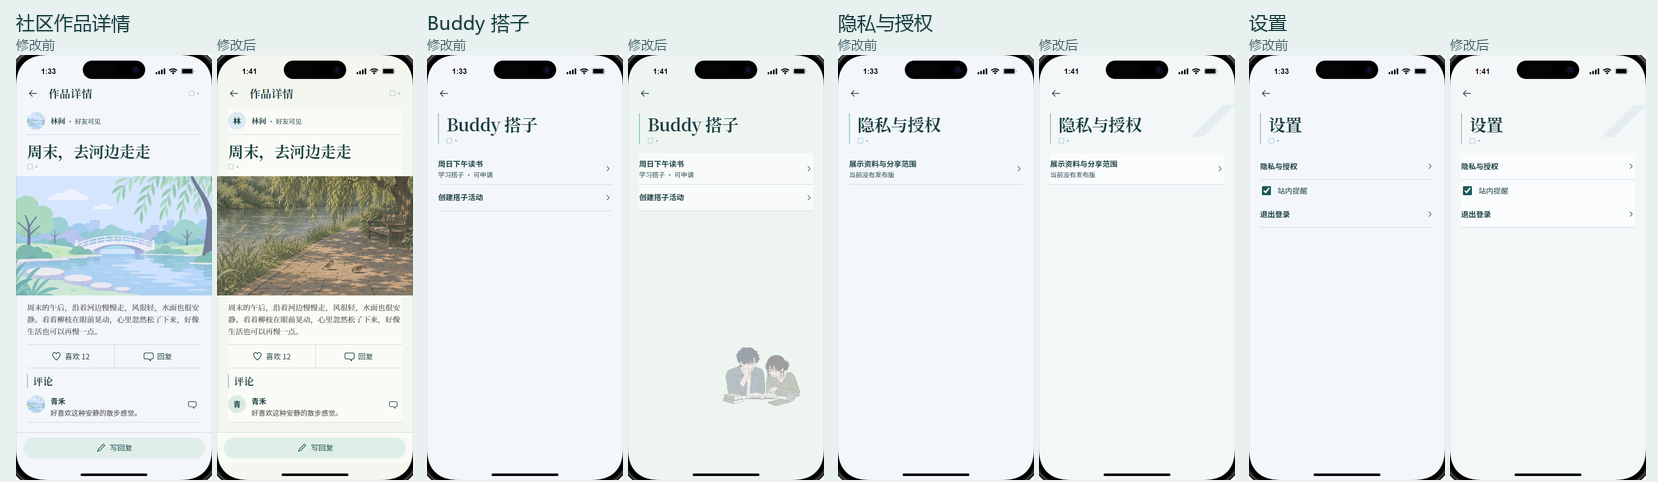 社区作品详情
修改前
1:33
作品详情
林间 · 好友可见
周末，去河边走走
周末的午后，沿着河边慢慢走，风很轻，水面也很安
静。看着柳枝在眼前晃动，心里忽然松了下来，好像
生活也可以再慢一点。
喜欢 12
回复
评论
青禾
好喜欢这种安静的散步感觉。
写回复
修改后
1:41
作品详情
林
林间 · 好友可见
周末，去河边走走
周末的午后，沿着河边慢慢走，风很轻，水面也很安
静。看着柳枝在眼前晃动，心里忽然松了下来，好像
生活也可以再慢一点。
喜欢 12
回复
评论
青
青禾
好喜欢这种安静的散步感觉。
写回复
Buddy 搭子
修改前
1:33
Buddy 搭子
周日下午读书
学习搭子 · 可申请
创建搭子活动
修改后
1:41
Buddy 搭子
周日下午读书
学习搭子 · 可申请
创建搭子活动
隐私与授权
修改前
1:33
隐私与授权
展示资料与分享范围
当前没有发布版
修改后
1:41
隐私与授权
展示资料与分享范围
当前没有发布版
设置
修改前
1:33
设置
隐私与授权
站内提醒
退出登录
修改后
1:41
设置
隐私与授权
站内提醒
退出登录